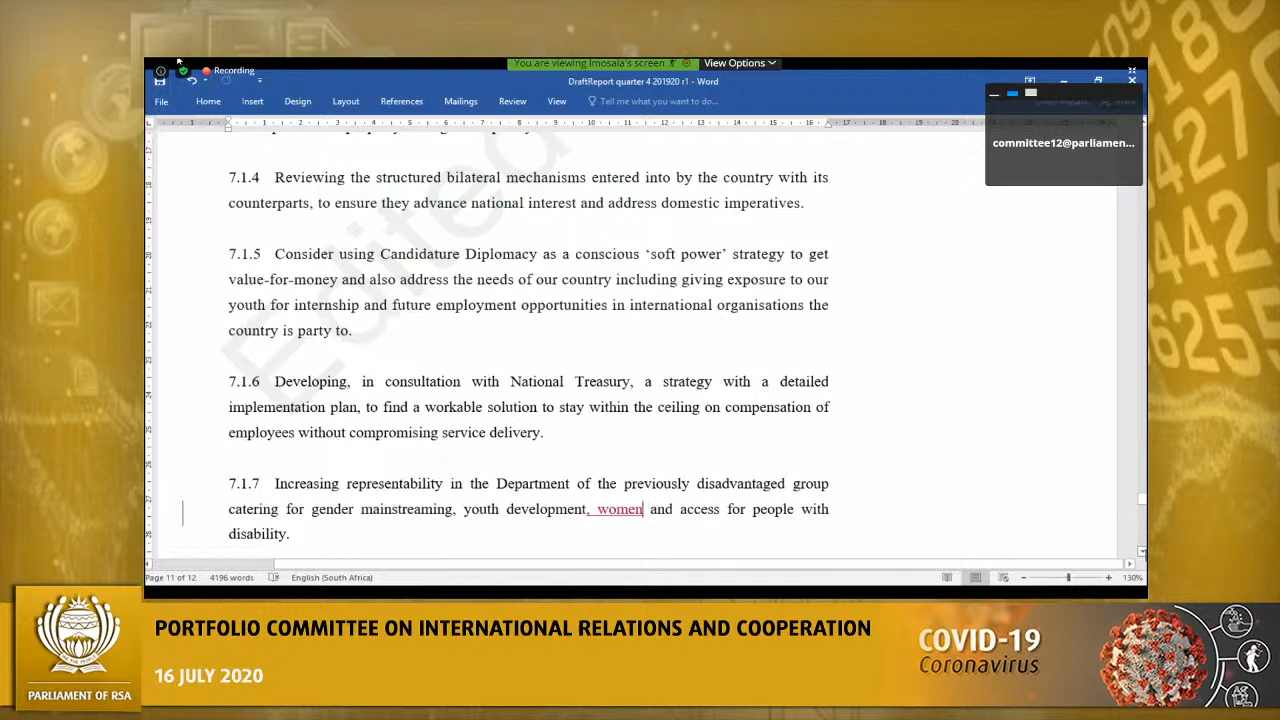 Recording
You are viewing lmosala's screen
View Options
DraftReport quarter 4 201920 r1 - Word
File Home Insert Design Layout References Mailings Review View Tell me what you want to do...
committee12@parliamen...
7.1.4 Reviewing the structured bilateral mechanisms entered into by the country with its
counterparts, to ensure they advance national interest and address domestic imperatives.
7.1.5 Consider using Candidature Diplomacy as a conscious ‘soft power’ strategy to get
value-for-money and also address the needs of our country including giving exposure to our
youth for internship and future employment opportunities in international organisations the
country is party to.
7.1.6 Developing, in consultation with National Treasury, a strategy with a detailed
implementation plan, to find a workable solution to stay within the ceiling on compensation of
employees without compromising service delivery.
7.1.7 Increasing representability in the Department of the previously disadvantaged group
catering for gender mainstreaming, youth development, women and access for people with
disability.
Edited
Page 11 of 12 4196 words English (South Africa) 130%
PORTFOLIO COMMITTEE ON INTERNATIONAL RELATIONS AND COOPERATION
16 JULY 2020
PARLIAMENT OF RSA
COVID-19
Coronavirus